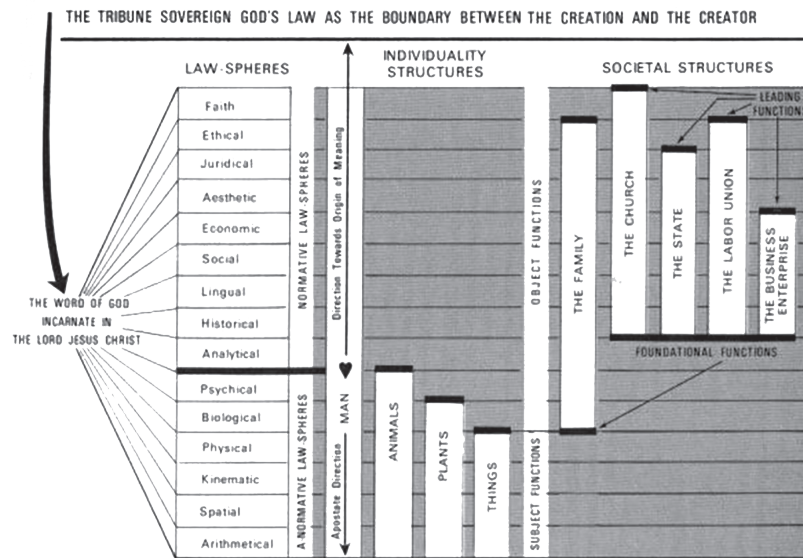 THE TRIBUNE SOVEREIGN GOD'S LAW AS THE BOUNDARY BETWEEN THE CREATION AND THE CREATOR
LAW-SPHERES
INDIVIDUALITY
STRUCTURES
SOCIETAL STRUCTURES
LEADING
FUNCTIONS
Faith
Ethical
Juridical
Aesthetic
Economic
Social
Lingual
Historical
Analytical
Psychical
Biological
Physical
Kinematic
Spatial
Arithmetical
THE WORD OF GOD
INCARNATE IN
THE LORD JESUS CHRIST
NORMATIVE LAW-SPHERES
A-NORMATIVE LAW-SPHERES
Direction Towards Origin of Meaning
MAN
Apostate Direction
ANIMALS
PLANTS
THINGS
OBJECT FUNCTIONS
SUBJECT FUNCTIONS
THE FAMILY
THE CHURCH
THE STATE
THE LABOR UNION
THE BUSINESS
ENTERPRISE
FOUNDATIONAL FUNCTIONS